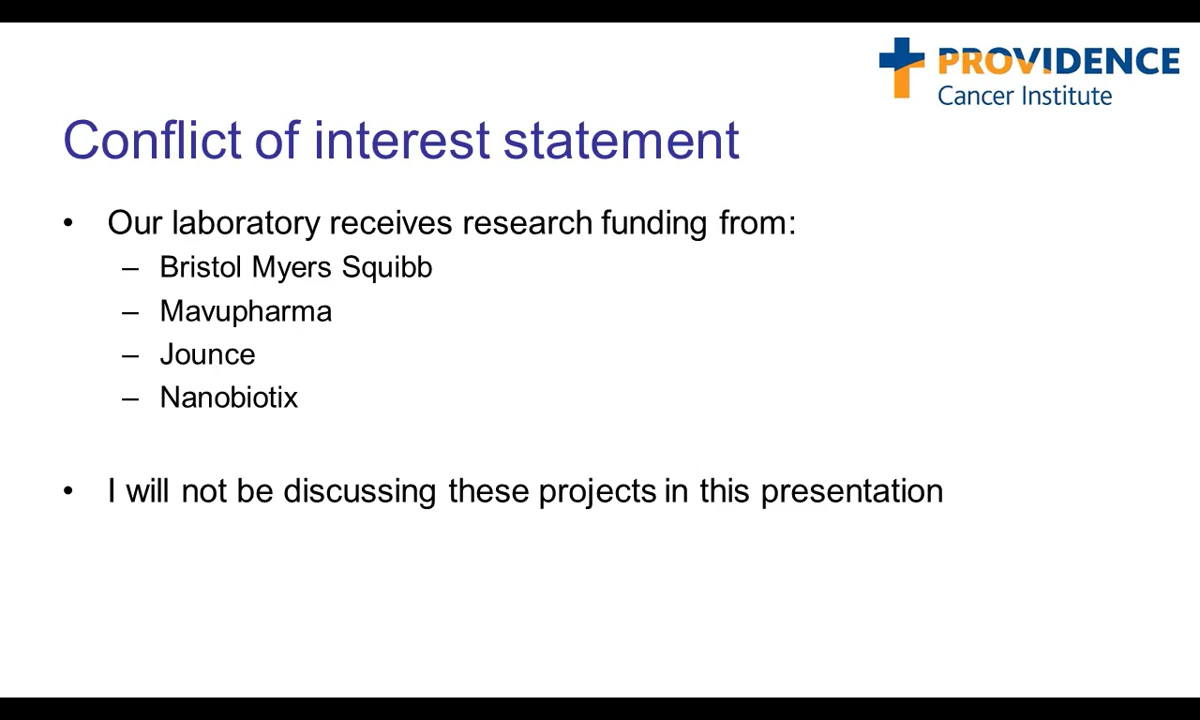 PROVIDENCE
Cancer Institute
Conflict of interest statement
• Our laboratory receives research funding from:
– Bristol Myers Squibb
– Mavupharma
– Jounce
– Nanobiotix
• I will not be discussing these projects in this presentation